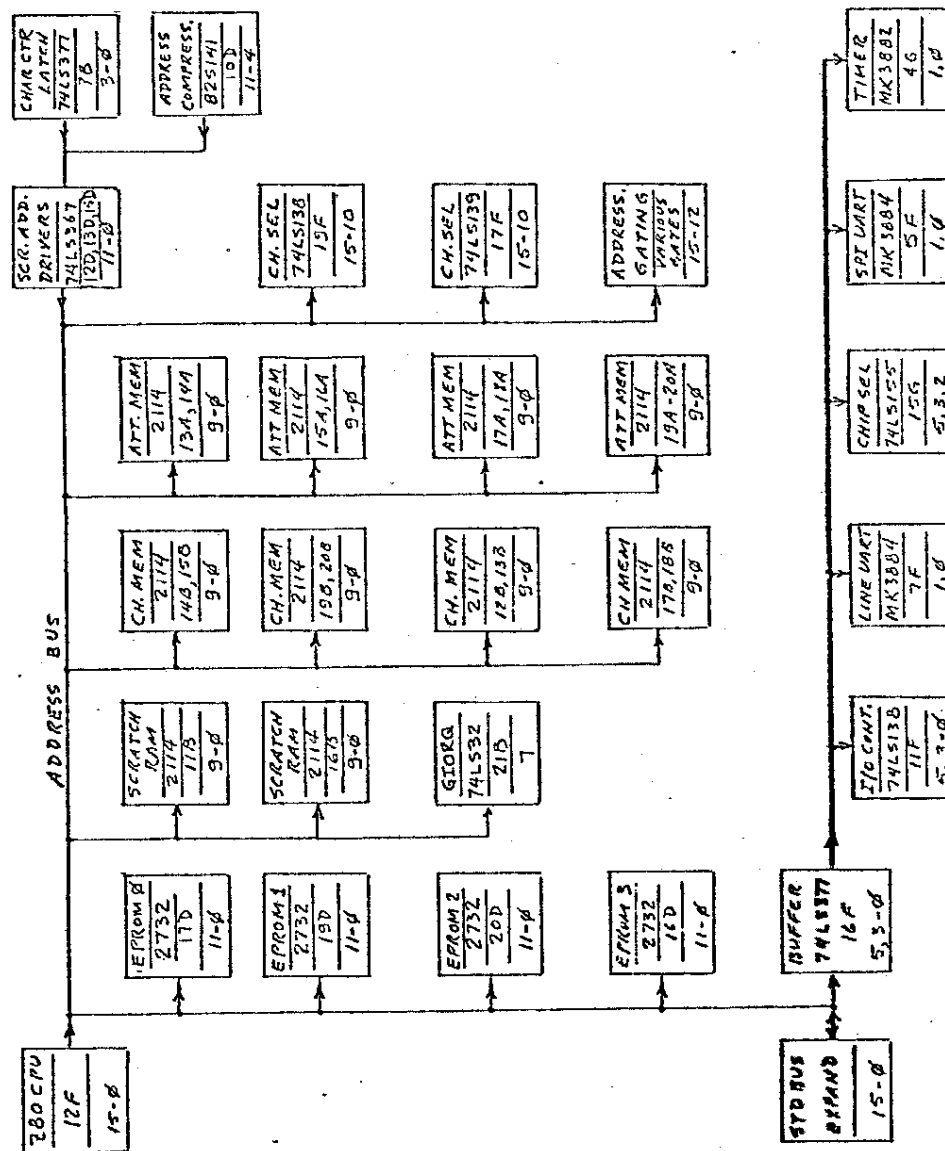 Z80 CPU
12F
15-Ø
ADDRESS BUS
SCR. ADD.
DRIVERS
74LS367
12D,13D,15D
11-Ø
CHAR CTR
LATCH
74LS377
7B
3-Ø
ADDRESS
COMPRESS.
82S141
10D
11-4
EPROM Ø
2732
17D
11-Ø
SCRATCH
RAM
2114
11B
9-Ø
CH. MEM
2114
14B,15B
9-Ø
ATT. MEM
2114
13A,14A
9-Ø
EPROM 1
2732
19D
11-Ø
SCRATCH
RAM
2114
16B
9-Ø
CH. MEM
2114
19B,20B
9-Ø
ATT MEM
2114
15A,16A
9-Ø
CH. SEL
74LS138
19F
15-10
EPROM 2
2732
20D
11-Ø
GIORQ
74LS32
21B
7
CH. MEM
2114
12B,13B
9-Ø
ATT MEM
2114
17A,18A
9-Ø
CH. SEL
74LS139
17F
15-10
EPROM 3
2732
16D
11-Ø
CH MEM
2114
17B,18B
9-Ø
ATT MEM
2114
19A-20A
9-Ø
ADDRESS.
GATING
VARIOUS
GATES
15-12
STD BUS
EXPAND
15-Ø
BUFFER
74LS377
16F
5,3-Ø
I/O CONT.
74LS138
11F
5,3-Ø
LINE UART
MK3884
7F
1,Ø
CHIP SEL
74LS155
15G
5,3,2
SPI UART
MK3884
5F
1,Ø
TIMER
MK3882
4G
1,Ø